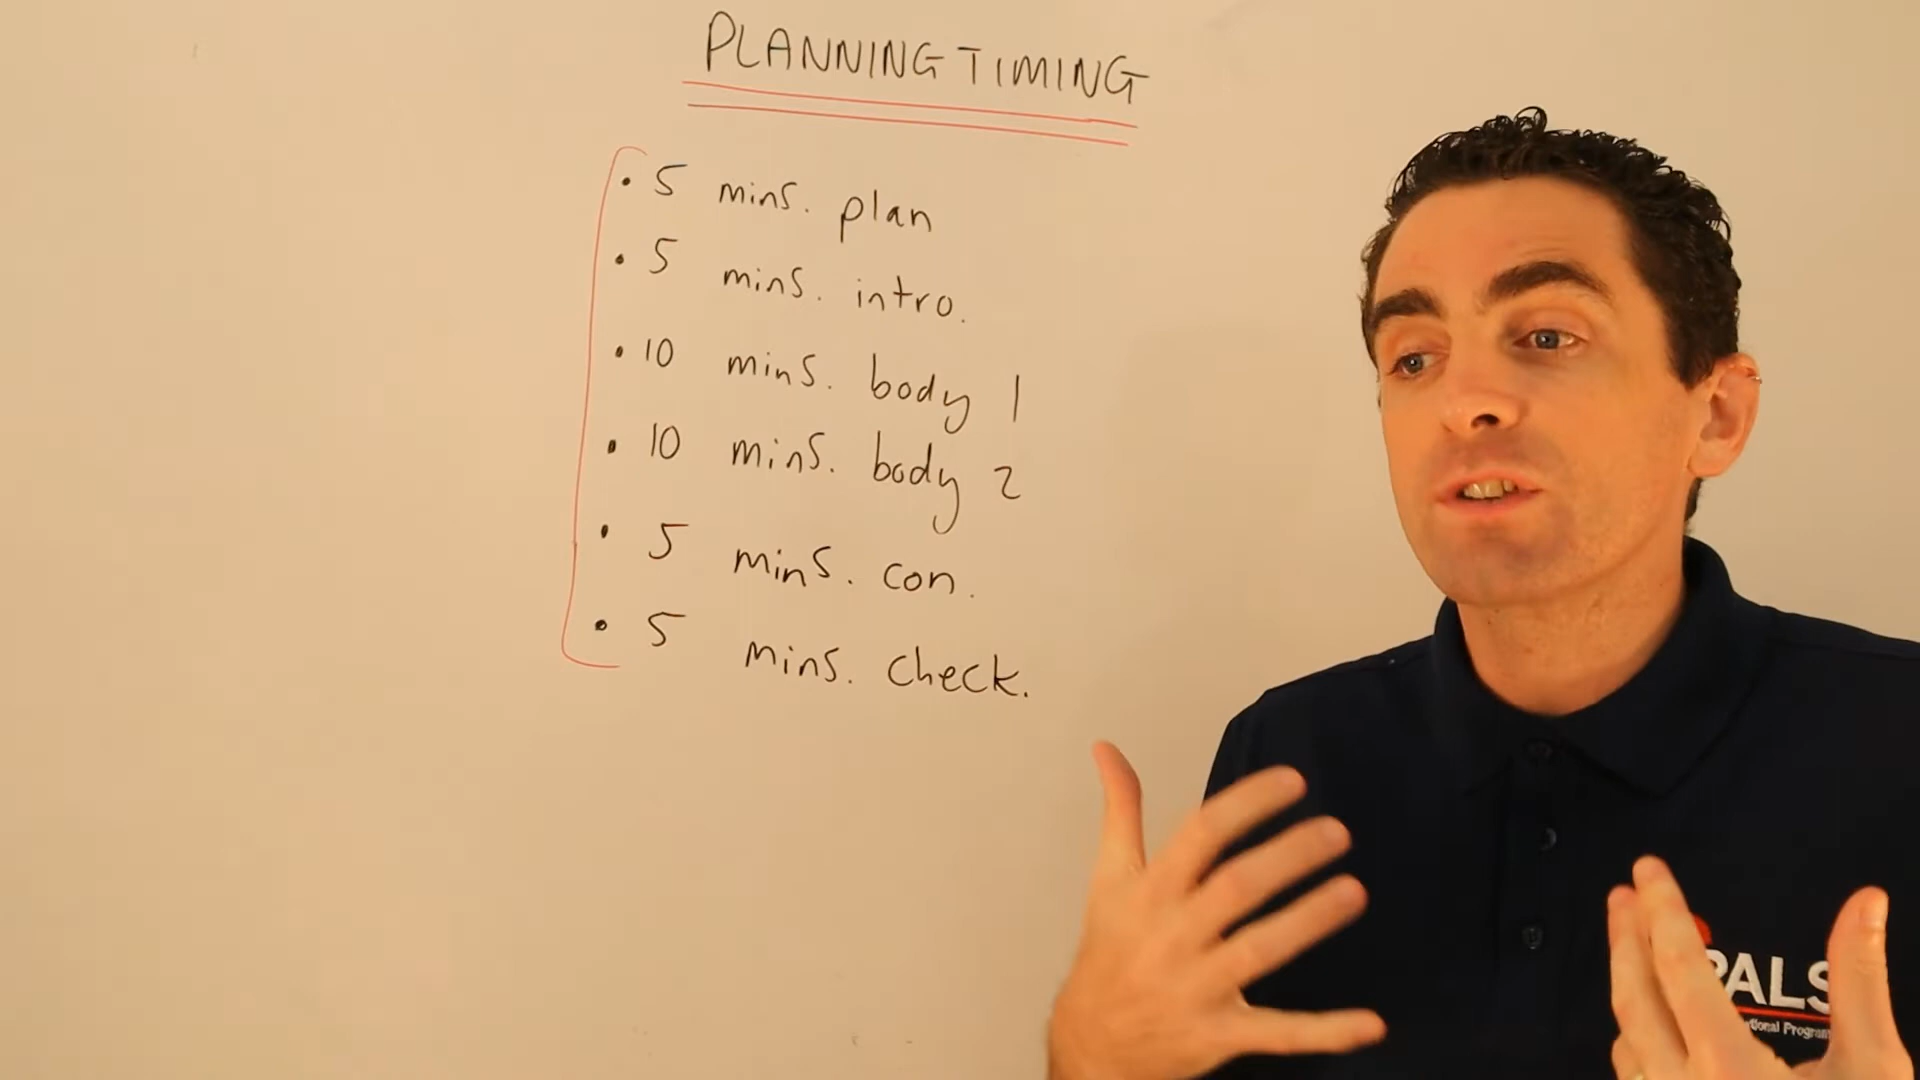 PLANNING TIMING
• 5 mins. plan
• 5 mins. intro.
• 10 mins. body 1
• 10 mins. body 2
• 5 mins. con.
• 5 mins. check.
PALS